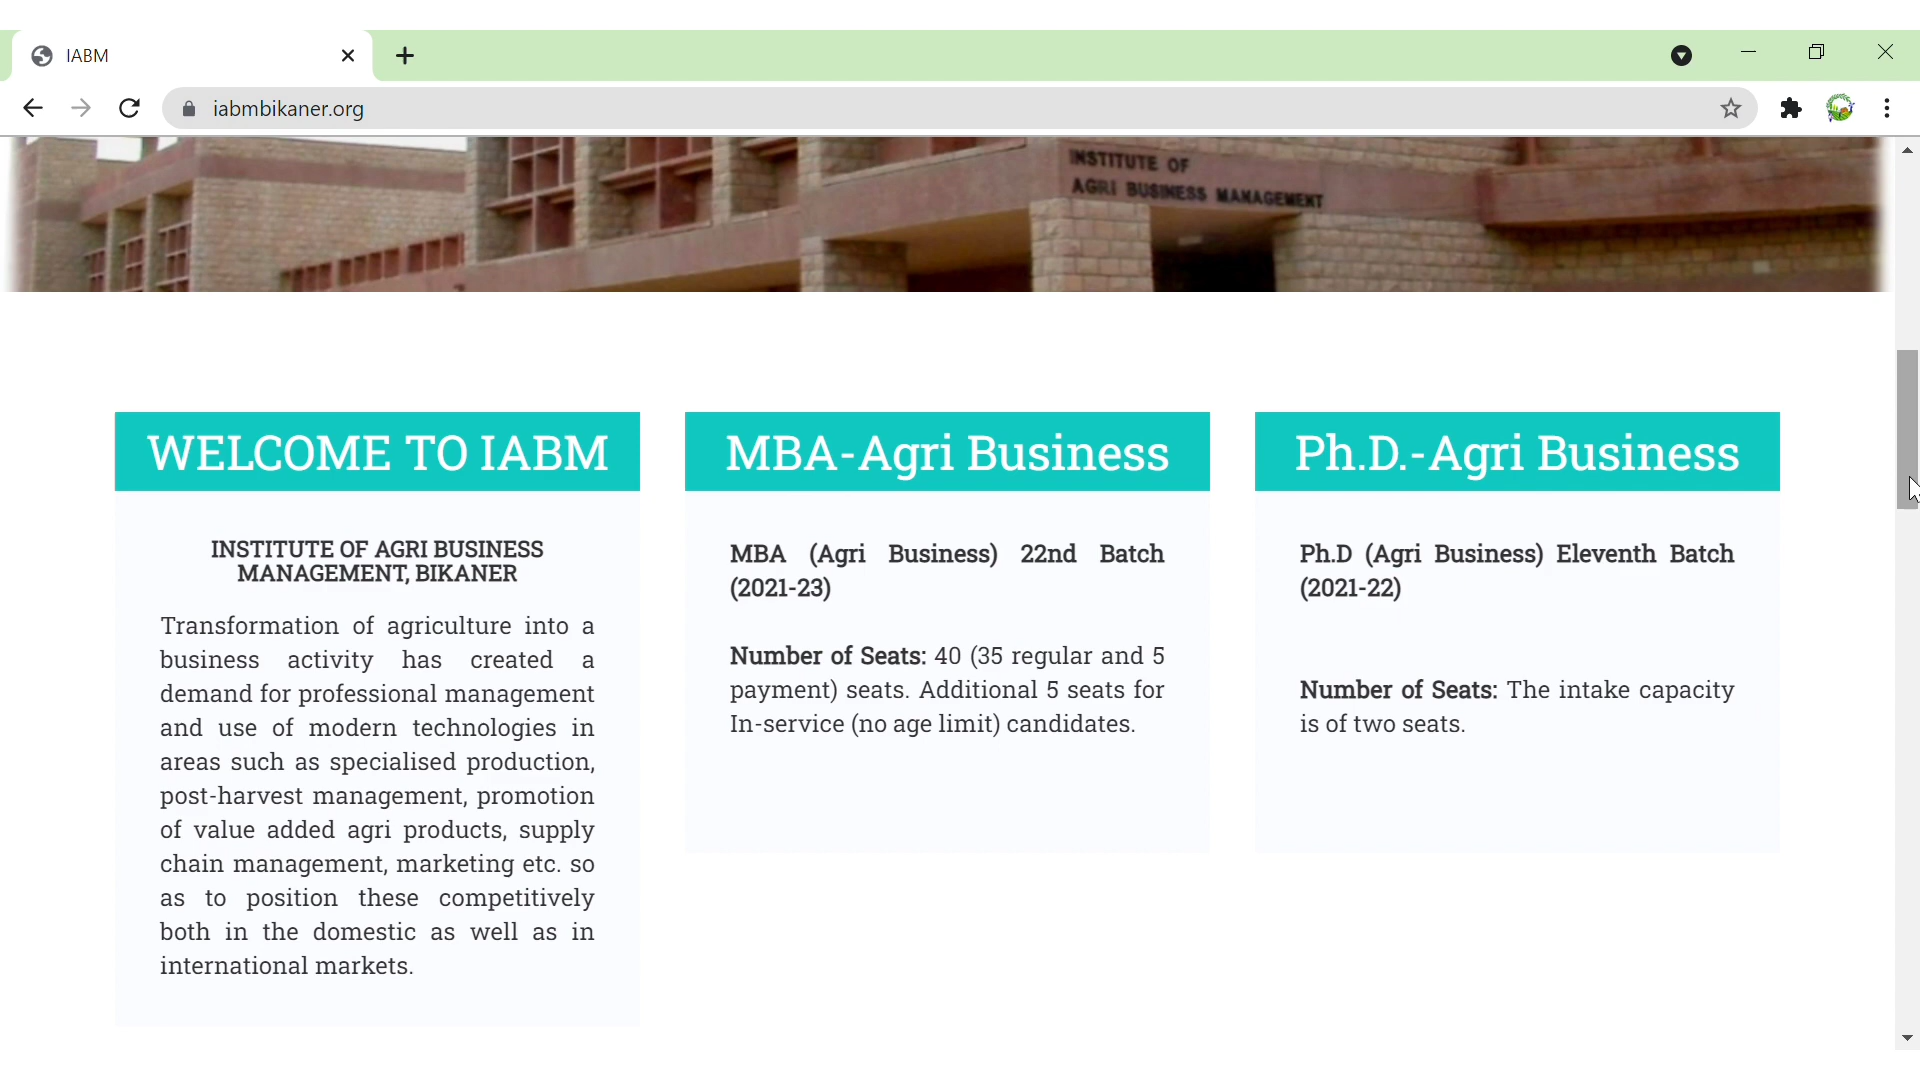 IABM
iabmbikaner.org
INSTITUTE OF
AGRI BUSINESS MANAGEMENT
WELCOME TO IABM
INSTITUTE OF AGRI BUSINESS
MANAGEMENT, BIKANER
Transformation of agriculture into a
business activity has created a
demand for professional management
and use of modern technologies in
areas such as specialised production,
post-harvest management, promotion
of value added agri products, supply
chain management, marketing etc. so
as to position these competitively
both in the domestic as well as in
international markets.
MBA-Agri Business
MBA (Agri Business) 22nd Batch
(2021-23)
Number of Seats: 40 (35 regular and 5
payment) seats. Additional 5 seats for
In-service (no age limit) candidates.
Ph.D.-Agri Business
Ph.D (Agri Business) Eleventh Batch
(2021-22)
Number of Seats: The intake capacity
is of two seats.